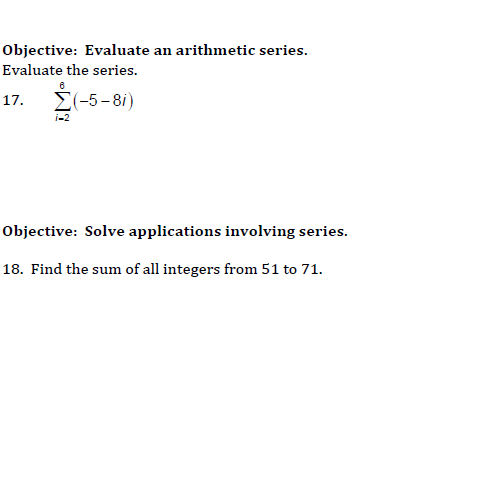 Objective: Evaluate an arithmetic series.
Evaluate the series.
6
17. ∑(−5 – 8i)
i=2
Objective: Solve applications involving series.
18. Find the sum of all integers from 51 to 71.